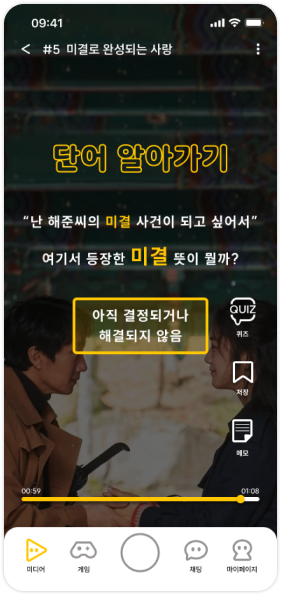 09:41
< #5 미결로 완성되는 사랑
단어 알아가기
“난 해준씨의 미결 사건이 되고 싶어서”
여기서 등장한 미결 뜻이 뭘까?
아직 결정되거나
해결되지 않음
QUIZ
퀴즈
저장
메모
00:59 01:08
미디어 게임 채팅 마이페이지